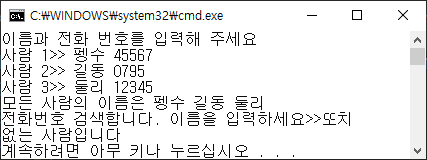 C:₩WINDOWS₩system32₩cmd.exe
이름과 전화 번호를 입력해 주세요
사람 1>> 펭수 45567
사람 2>> 길동 0795
사람 3>> 둘리 12345
모든 사람의 이름은 펭수 길동 둘리
전화번호 검색합니다. 이름을 입력하세요>>또치
없는 사람입니다
계속하려면 아무 키나 누르십시오 . . .